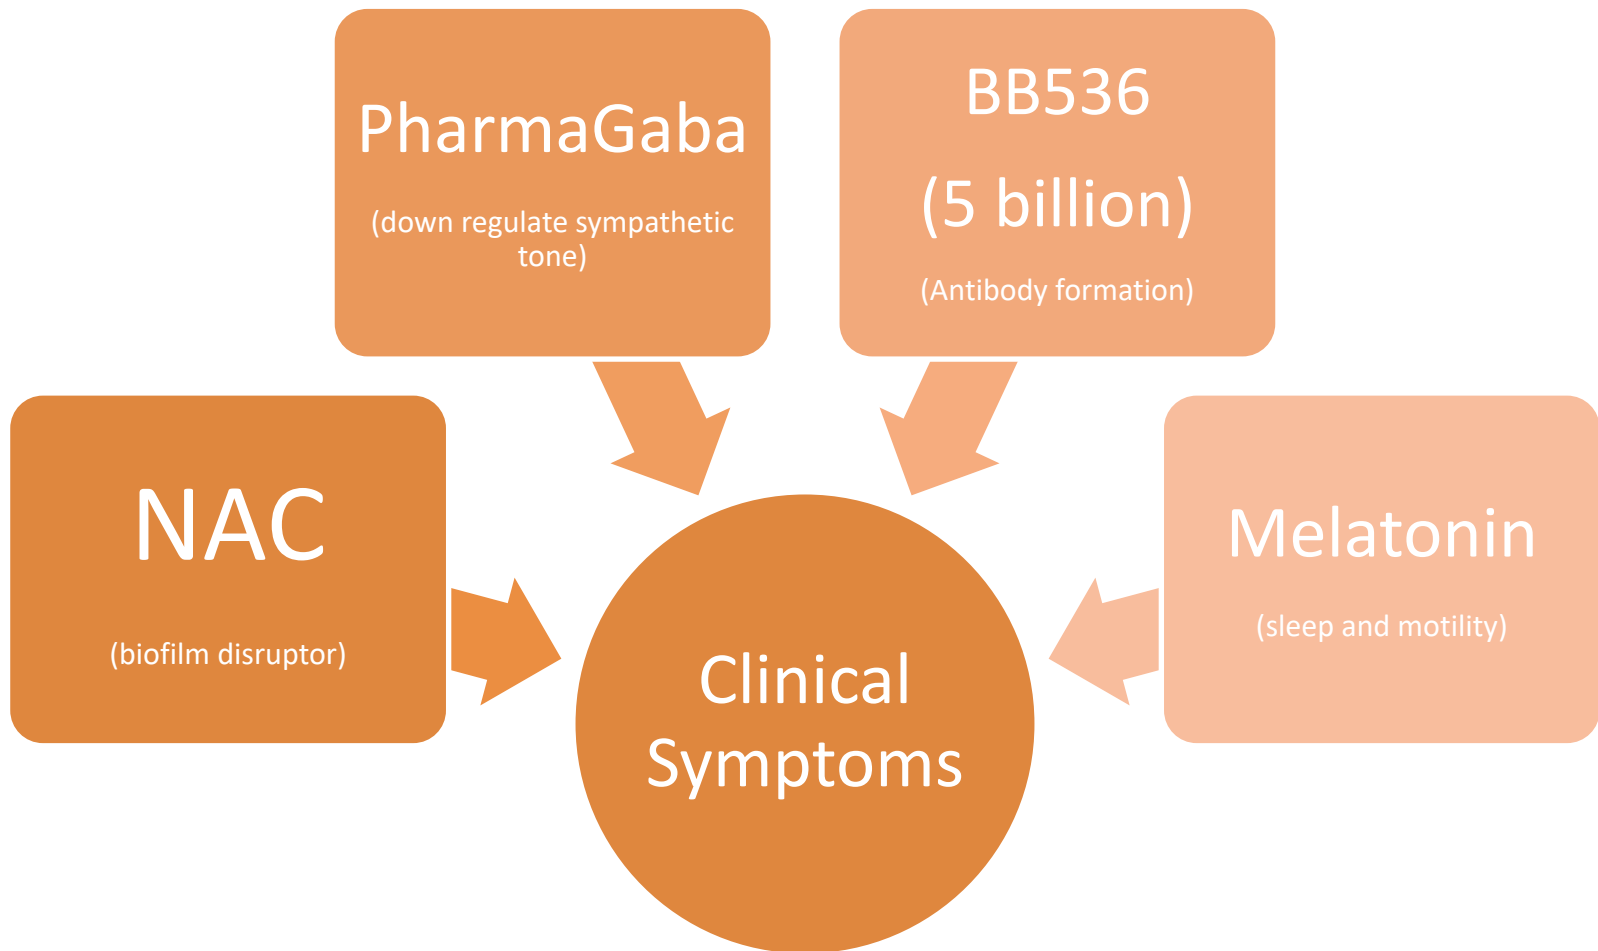 PharmaGaba
(down regulate sympathetic
tone)
BB536
(5 billion)
(Antibody formation)
NAC
(biofilm disruptor)
Melatonin
(sleep and motility)
Clinical
Symptoms